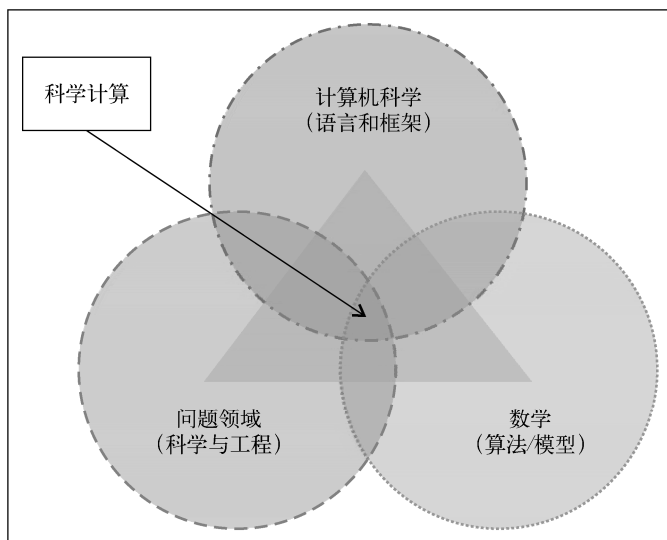 科学计算
计算机科学
（语言和框架）
问题领域
（科学与工程）
数学
（算法/模型）